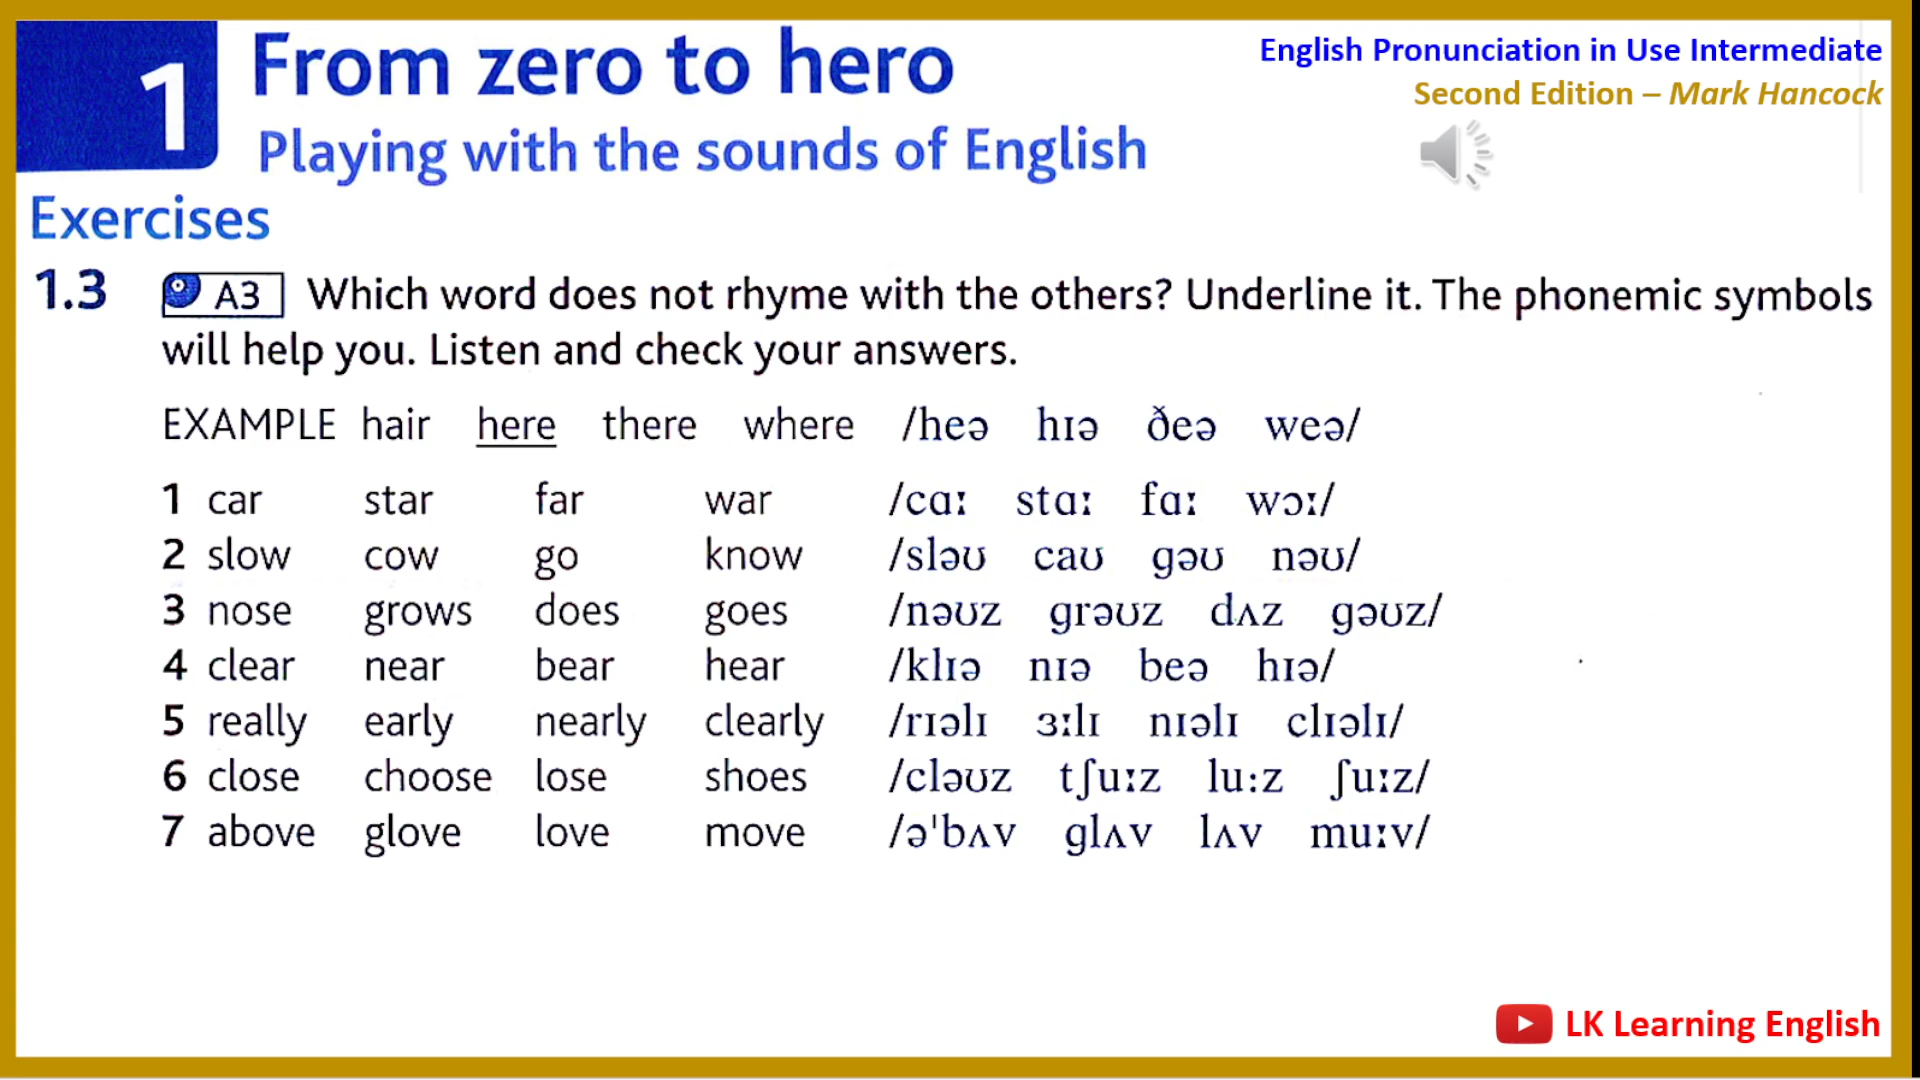 1
From zero to hero
English Pronunciation in Use Intermediate
Second Edition – Mark Hancock
Playing with the sounds of English
Exercises
1.3 A3 Which word does not rhyme with the others? Underline it. The phonemic symbols
will help you. Listen and check your answers.
EXAMPLE hair here there where /heə hɪə ðeə weə/
1 car star far war /cɑː stɑː fɑː wɔː/
2 slow cow go know /sləʊ caʊ gəʊ nəʊ/
3 nose grows does goes /nəʊz grəʊz dʌz gəʊz/
4 clear near bear hear /klɪə nɪə beə hɪə/
5 really early nearly clearly /rɪəlɪ ɜːlɪ nɪəlɪ clɪəlɪ/
6 close choose lose shoes /cləʊz tʃuːz lu:z ʃuːz/
7 above glove love move /əˈbʌv glʌv lʌv muːv/
LK Learning English